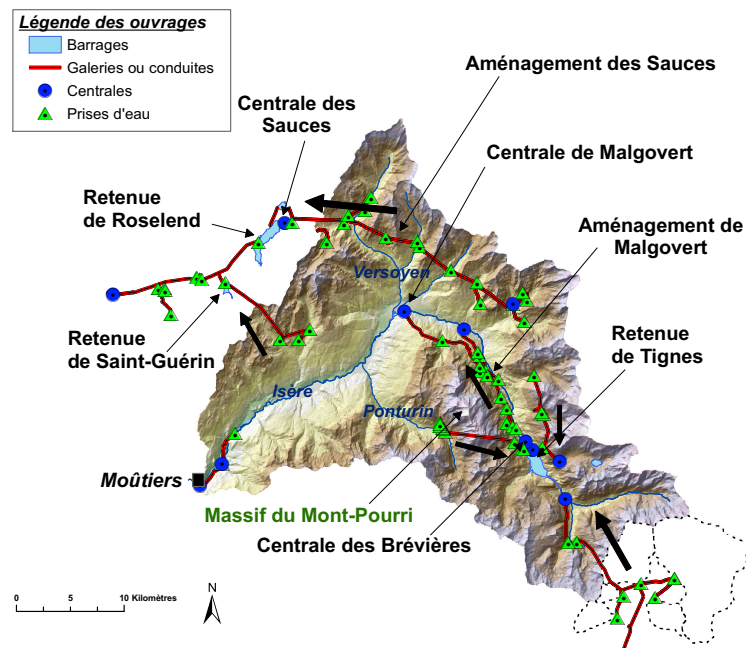 Légende des ouvrages
Barrages
Galeries ou conduites
Centrales
Prises d'eau
Aménagement des Sauces
Centrale des
Sauces
Centrale de Malgovert
Retenue
de Roselend
Aménagement de
Malgovert
Versoyen
Retenue
de Saint-Guérin
Retenue
de Tignes
Isère
Ponturin
Moûtiers
Massif du Mont-Pourri
Centrale des Brévières
N
0 5 10 Kilomètres